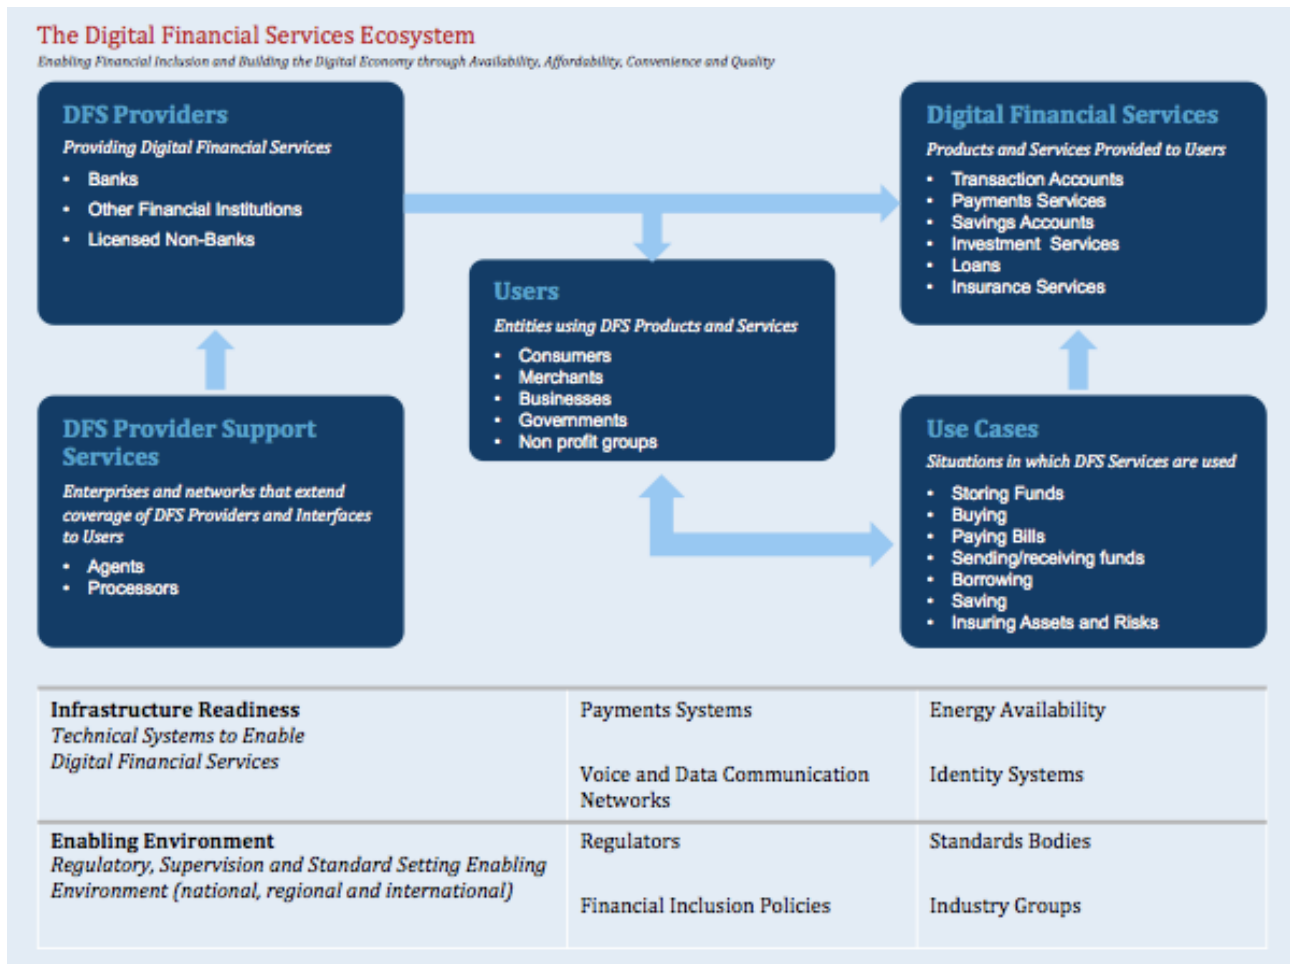 The Digital Financial Services Ecosystem
Enabling Financial Inclusion and Building the Digital Economy through Availability, Affordability, Convenience and Quality
DFS Providers
Providing Digital Financial Services
• Banks
• Other Financial Institutions
• Licensed Non-Banks
Digital Financial Services
Products and Services Provided to Users
• Transaction Accounts
• Payments Services
• Savings Accounts
• Investment Services
• Loans
• Insurance Services
Users
Entities using DFS Products and Services
• Consumers
• Merchants
• Businesses
• Governments
• Non profit groups
DFS Provider Support
Services
Enterprises and networks that extend
coverage of DFS Providers and Interfaces
to Users
• Agents
• Processors
Use Cases
Situations in which DFS Services are used
• Storing Funds
• Buying
• Paying Bills
• Sending/receiving funds
• Borrowing
• Saving
• Insuring Assets and Risks
Infrastructure Readiness
Technical Systems to Enable
Digital Financial Services
Payments Systems
Voice and Data Communication
Networks
Energy Availability
Identity Systems
Enabling Environment
Regulatory, Supervision and Standard Setting Enabling
Environment (national, regional and international)
Regulators
Financial Inclusion Policies
Standards Bodies
Industry Groups